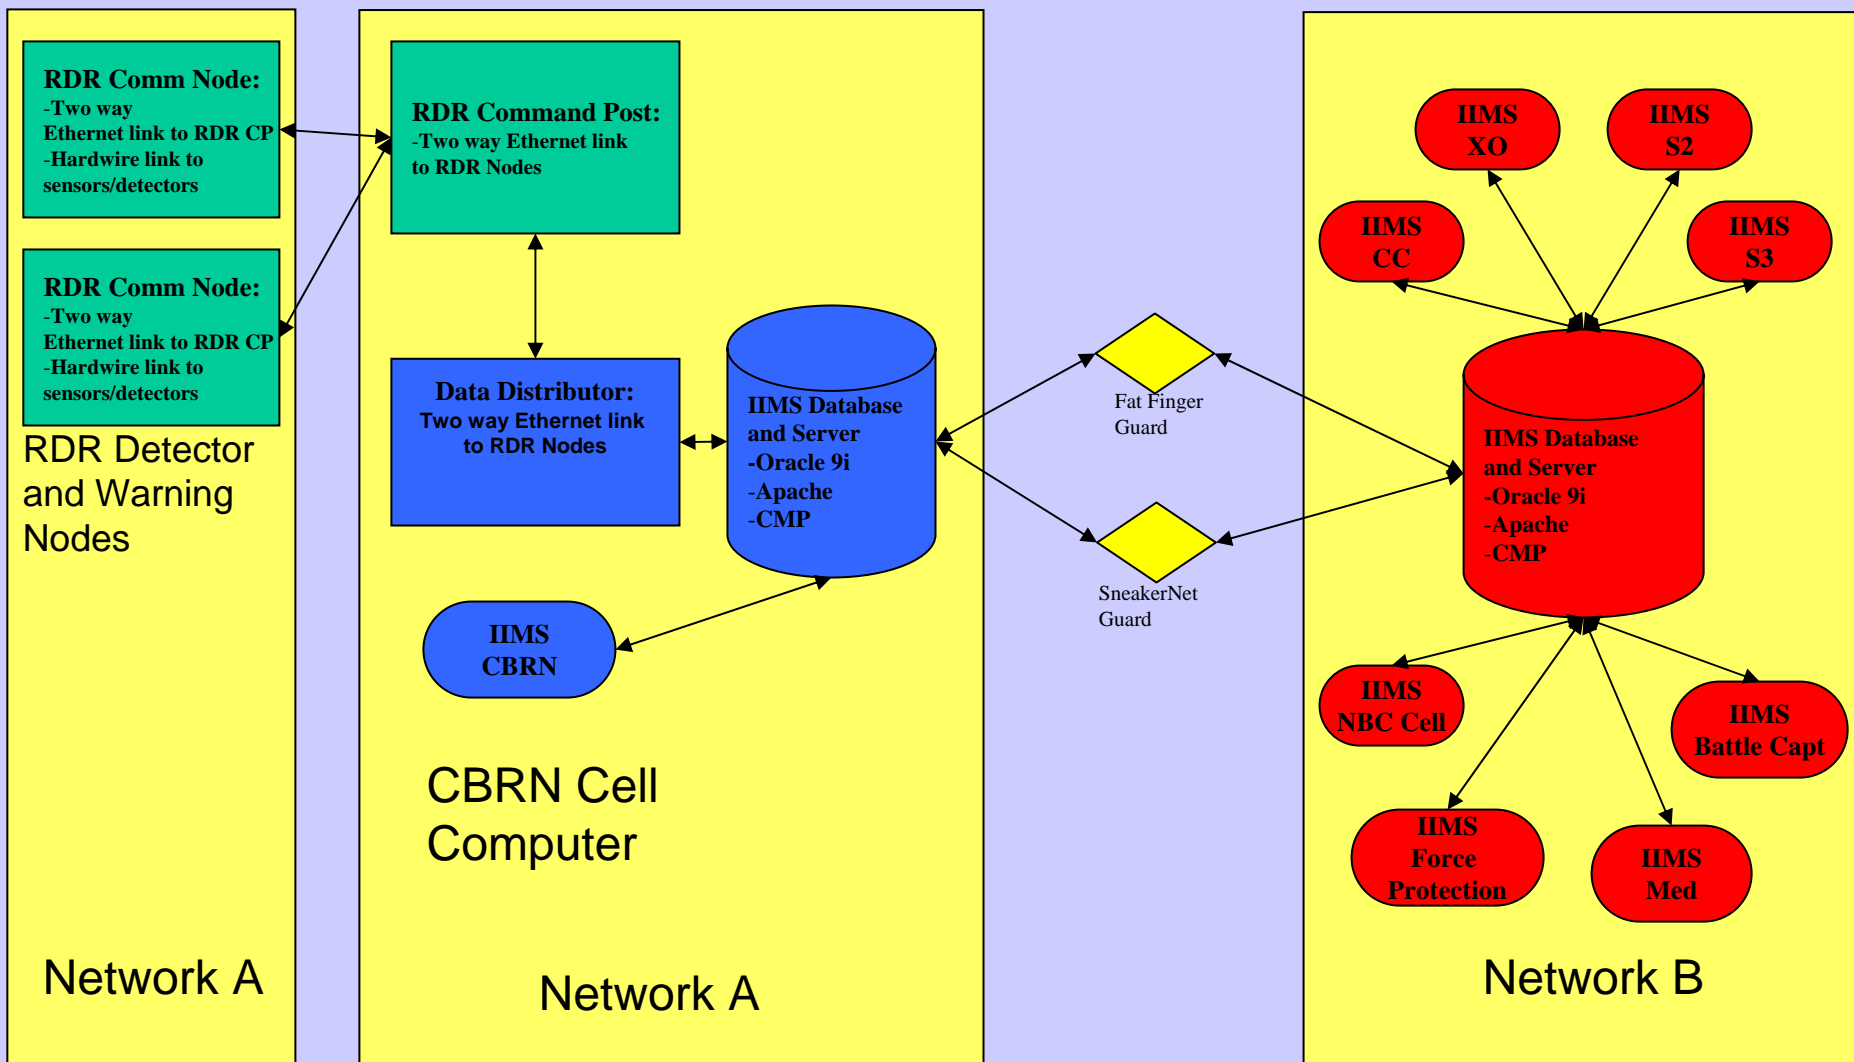 RDR Comm Node:
-Two way
Ethernet link to RDR CP
-Hardwire link to
sensors/detectors
RDR Comm Node:
-Two way
Ethernet link to RDR CP
-Hardwire link to
sensors/detectors
RDR Detector
and Warning
Nodes
Network A
RDR Command Post:
-Two way Ethernet link
to RDR Nodes
Data Distributor:
Two way Ethernet link
to RDR Nodes
IIMS Database
and Server
-Oracle 9i
-Apache
-CMP
IIMS
CBRN
CBRN Cell
Computer
Network A
Fat Finger
Guard
SneakerNet
Guard
IIMS
XO
IIMS
S2
IIMS
CC
IIMS
S3
IIMS Database
and Server
-Oracle 9i
-Apache
-CMP
IIMS
NBC Cell
IIMS
Battle Capt
IIMS
Force
Protection
IIMS
Med
Network B